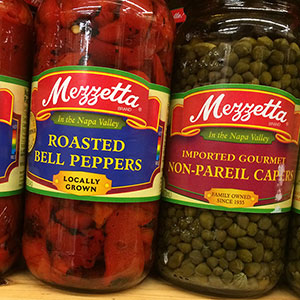 Mezzetta
BRAND
In the Napa Valley
ROASTED
BELL PEPPERS
LOCALLY
GROWN
Mezzetta
BRAND
In the Napa Valley
IMPORTED GOURMET
NON-PAREIL CAPERS
FAMILY OWNED
SINCE 1935